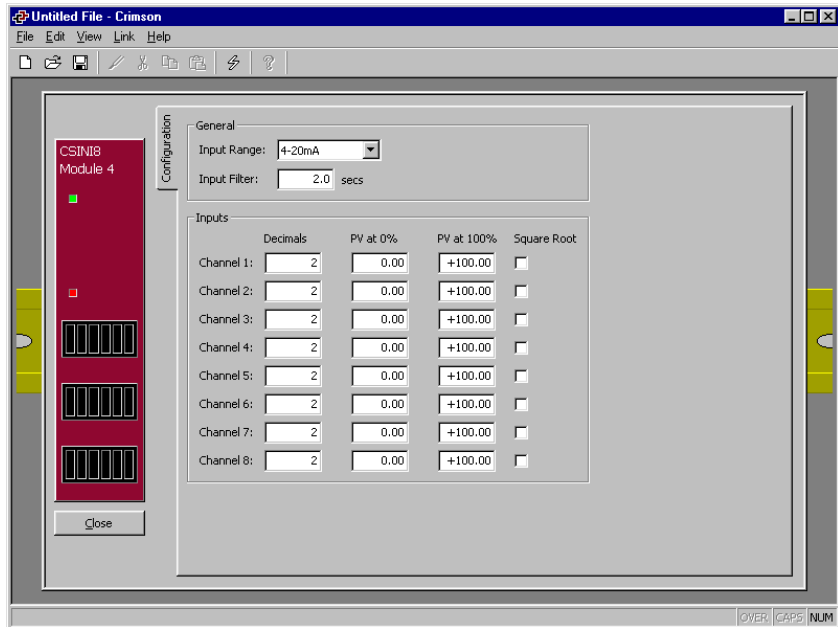 Untitled File - Crimson
File Edit View Link Help
CSINI8
Module 4
Close
Configuration
General
Input Range: 4-20mA
Input Filter: 2.0 secs
Inputs
Decimals PV at 0% PV at 100% Square Root
Channel 1: 2 0.00 +100.00
Channel 2: 2 0.00 +100.00
Channel 3: 2 0.00 +100.00
Channel 4: 2 0.00 +100.00
Channel 5: 2 0.00 +100.00
Channel 6: 2 0.00 +100.00
Channel 7: 2 0.00 +100.00
Channel 8: 2 0.00 +100.00
OVER CAPS NUM